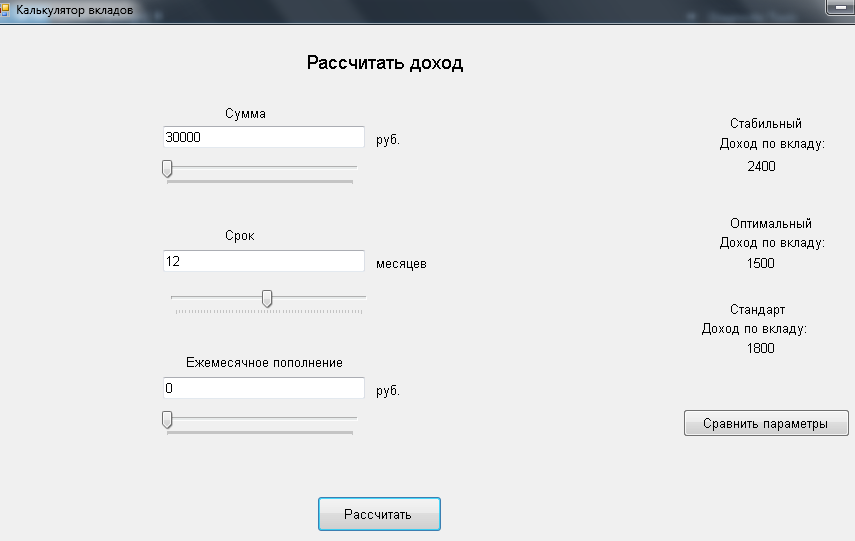 Калькулятор вкладов
Рассчитать доход
Сумма
30000
руб.
Срок
12
месяцев
Ежемесячное пополнение
0
руб.
Рассчитать
Стабильный
Доход по вкладу:
2400
Оптимальный
Доход по вкладу:
1500
Стандарт
Доход по вкладу:
1800
Сравнить параметры